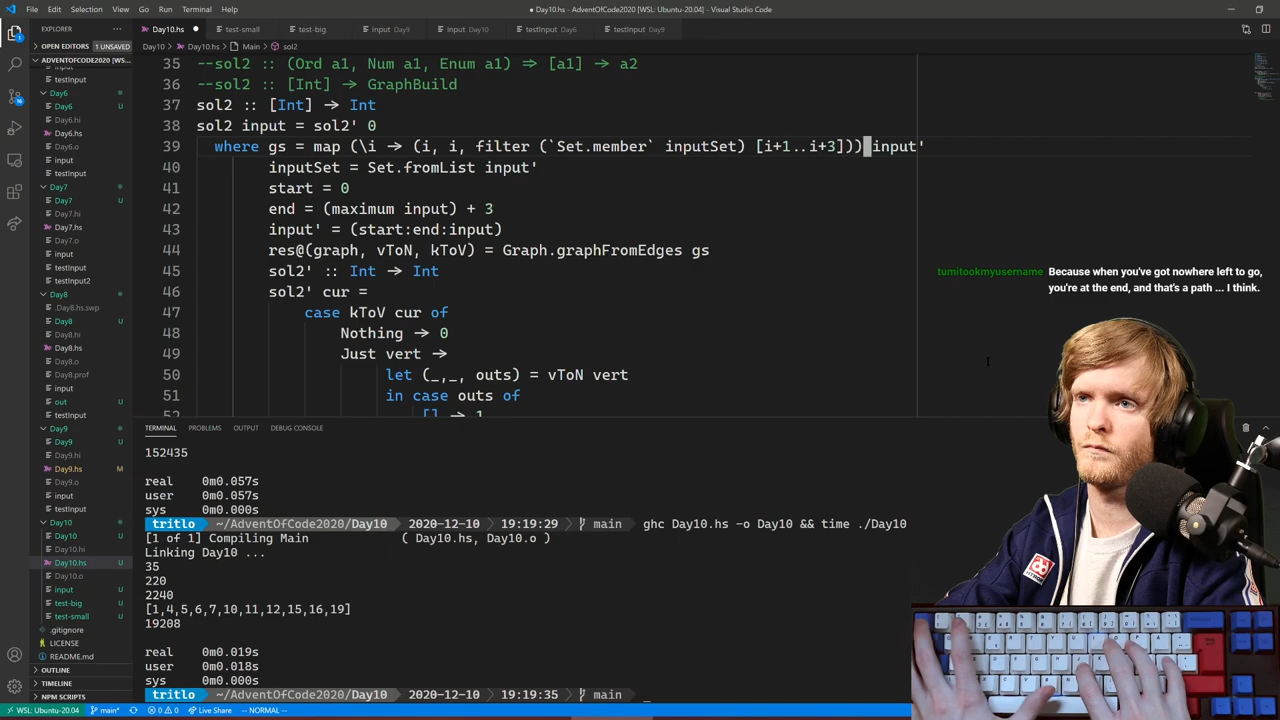 File Edit Selection View Go Run Terminal Help
● Day10.hs - AdventOfCode2020 [WSL: Ubuntu-20.04] - Visual Studio Code
EXPLORER
OPEN EDITORS 1 UNSAVED
ADVENTOFCODE2020 [WS...
input
testInput
Day6
Day6 U
Day6.hi
Day6.hs
Day6.o
input
testInput
Day7
Day7 U
Day7.hi
Day7.hs
Day7.o
input
testInput
testInput2
Day8
.Day8.hs.swp
Day8 U
Day8.hi
Day8.hs
Day8.o
Day8.prof
input
out U
testInput
Day9
Day9 U
Day9.hi
Day9.hs M
Day9.o
input
testInput
Day10
Day10 U
Day10.hi
Day10.hs U
Day10.o
input U
test-big U
test-small U
.gitignore
LICENSE
README.md
OUTLINE
TIMELINE
NPM SCRIPTS
Day10.hs ● test-small test-big input Day9 input Day10 testInput Day6 testInput Day9
Day10 > Day10.hs > Main > sol2
35 --sol2 :: (Ord a1, Num a1, Enum a1) ⇒ [a1] → a2
36 --sol2 :: [Int] → GraphBuild
37 sol2 :: [Int] → Int
38 sol2 input = sol2' 0
39 where gs = map (\i → (i, i, filter (`Set.member` inputSet) [i+1..i+3])) input'
40 inputSet = Set.fromList input'
41 start = 0
42 end = (maximum input) + 3
43 input' = (start:end:input)
44 res@(graph, vToN, kToV) = Graph.graphFromEdges gs
45 sol2' :: Int → Int
46 sol2' cur =
47 case kToV cur of
48 Nothing → 0
49 Just vert →
50 let (_,_, outs) = vToN vert
51 in case outs of
52 [] → 1
tumitookmyusername Because when you've got nowhere left to go,
you're at the end, and that's a path ... I think.
TERMINAL PROBLEMS OUTPUT DEBUG CONSOLE
152435
real 0m0.057s
user 0m0.057s
sys 0m0.000s
tritlo ~/AdventOfCode2020/Day10 2020-12-10 19:19:29 main ghc Day10.hs -o Day10 && time ./Day10
[1 of 1] Compiling Main ( Day10.hs, Day10.o )
Linking Day10 ...
35
220
2240
[1,4,5,6,7,10,11,12,15,16,19]
19208
real 0m0.019s
user 0m0.018s
sys 0m0.000s
tritlo ~/AdventOfCode2020/Day10 2020-12-10 19:19:35 main
WSL: Ubuntu-20.04 main* 0 0 Live Share -- NORMAL --